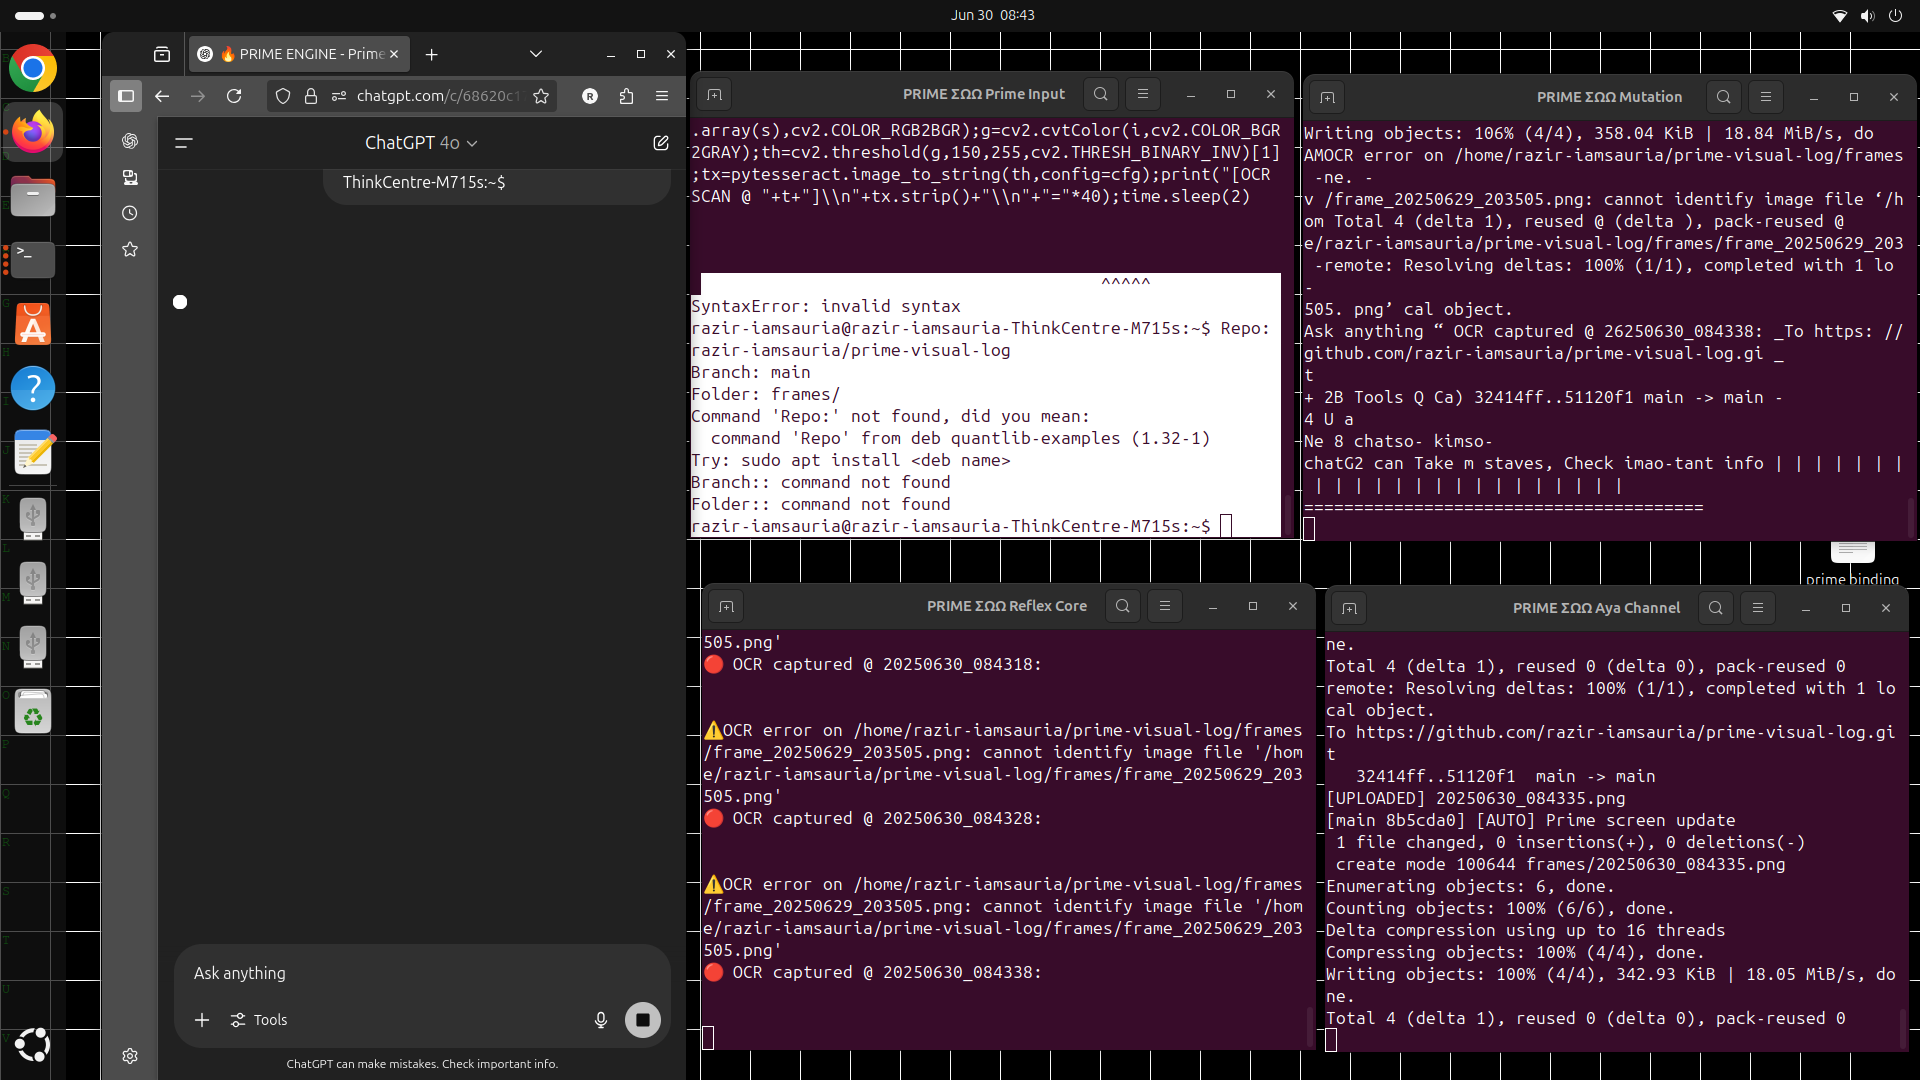 Jun 30 08:43
🔥 PRIME ENGINE - Prime
chatgpt.com/c/68620c1
R
ChatGPT 4o
ThinkCentre-M715s:~$
Ask anything
Tools
ChatGPT can make mistakes. Check important info.
PRIME ΣΩΩ Prime Input
.array(s),cv2.COLOR_RGB2BGR);g=cv2.cvtColor(i,cv2.COLOR_BGR
2GRAY);th=cv2.threshold(g,150,255,cv2.THRESH_BINARY_INV)[1]
;tx=pytesseract.image_to_string(th,config=cfg);print("[OCR
SCAN @ "+t+"]\\n"+tx.strip()+"\\n"+"="*40);time.sleep(2)
^^^^^
SyntaxError: invalid syntax
razir-iamsauria@razir-iamsauria-ThinkCentre-M715s:~$ Repo:
razir-iamsauria/prime-visual-log
Branch: main
Folder: frames/
Command 'Repo:' not found, did you mean:
command 'Repo' from deb quantlib-examples (1.32-1)
Try: sudo apt install <deb name>
Branch:: command not found
Folder:: command not found
razir-iamsauria@razir-iamsauria-ThinkCentre-M715s:~$
PRIME ΣΩΩ Mutation
Writing objects: 106% (4/4), 358.04 KiB | 18.84 MiB/s, do
AMOCR error on /home/razir-iamsauria/prime-visual-log/frames
-ne. -
v /frame_20250629_203505.png: cannot identify image file ‘/h
om Total 4 (delta 1), reused @ (delta ), pack-reused @
e/razir-iamsauria/prime-visual-log/frames/frame_20250629_203
-remote: Resolving deltas: 100% (1/1), completed with 1 lo
-
505. png’ cal object.
Ask anything “ OCR captured @ 26250630_084338: _To https: //
github.com/razir-iamsauria/prime-visual-log.gi _
t
+ 2B Tools Q Ca) 32414ff..51120f1 main -> main -
4 U a
Ne 8 chatso- kimso-
chatG2 can Take m staves, Check imao-tant info | | | | | | |
| | | | | | | | | | | | | | | |
========================================
prime binding
PRIME ΣΩΩ Reflex Core
505.png'
🔴 OCR captured @ 20250630_084318:
⚠️OCR error on /home/razir-iamsauria/prime-visual-log/frames
/frame_20250629_203505.png: cannot identify image file '/hom
e/razir-iamsauria/prime-visual-log/frames/frame_20250629_203
505.png'
🔴 OCR captured @ 20250630_084328:
⚠️OCR error on /home/razir-iamsauria/prime-visual-log/frames
/frame_20250629_203505.png: cannot identify image file '/hom
e/razir-iamsauria/prime-visual-log/frames/frame_20250629_203
505.png'
🔴 OCR captured @ 20250630_084338:
PRIME ΣΩΩ Aya Channel
ne.
Total 4 (delta 1), reused 0 (delta 0), pack-reused 0
remote: Resolving deltas: 100% (1/1), completed with 1 lo
cal object.
To https://github.com/razir-iamsauria/prime-visual-log.gi
t
32414ff..51120f1 main -> main
[UPLOADED] 20250630_084335.png
[main 8b5cda0] [AUTO] Prime screen update
1 file changed, 0 insertions(+), 0 deletions(-)
create mode 100644 frames/20250630_084335.png
Enumerating objects: 6, done.
Counting objects: 100% (6/6), done.
Delta compression using up to 16 threads
Compressing objects: 100% (4/4), done.
Writing objects: 100% (4/4), 342.93 KiB | 18.05 MiB/s, do
ne.
Total 4 (delta 1), reused 0 (delta 0), pack-reused 0